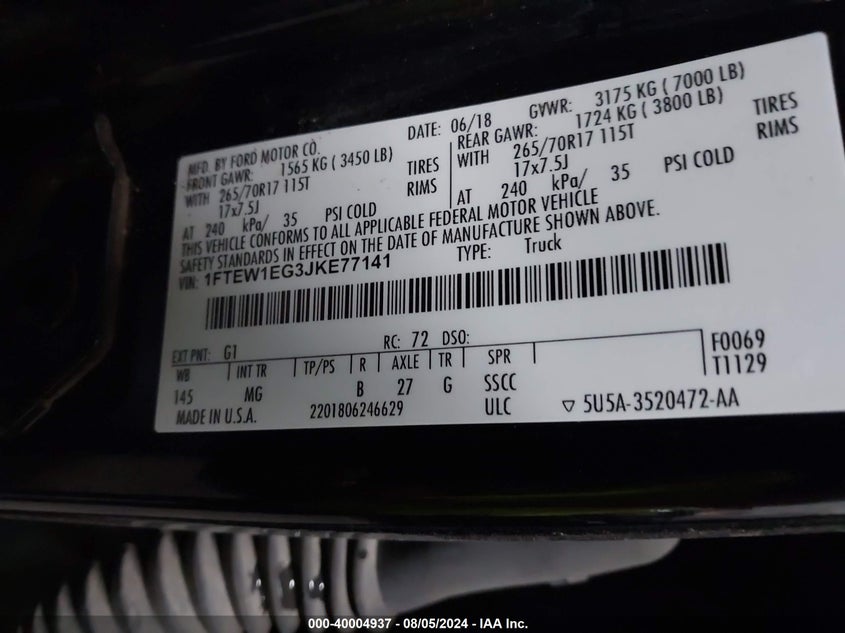 MFD. BY FORD MOTOR CO. DATE: 06/18 GVWR: 3175 KG ( 7000 LB)
FRONT GAWR: 1565 KG ( 3450 LB) REAR GAWR: 1724 KG ( 3800 LB)
WITH 265/70R17 115T TIRES WITH 265/70R17 115T TIRES
17x7.5J RIMS 17x7.5J RIMS
AT 240 kPa/ 35 PSI COLD AT 240 kPa/ 35 PSI COLD
THIS VEHICLE CONFORMS TO ALL APPLICABLE FEDERAL MOTOR VEHICLE
SAFETY STANDARDS IN EFFECT ON THE DATE OF MANUFACTURE SHOWN ABOVE.
VIN: 1FTEW1EG3JKE77141 TYPE: Truck
EXT PNT: G1 RC: 72 DSO: F0069
WB INT TR TP/PS R AXLE TR SPR T1129
145 MG B 27 G SSCC
MADE IN U.S.A. 2201806246629 ULC ▽ 5U5A-3520472-AA
000-40004937 - 08/05/2024 - IAA Inc.